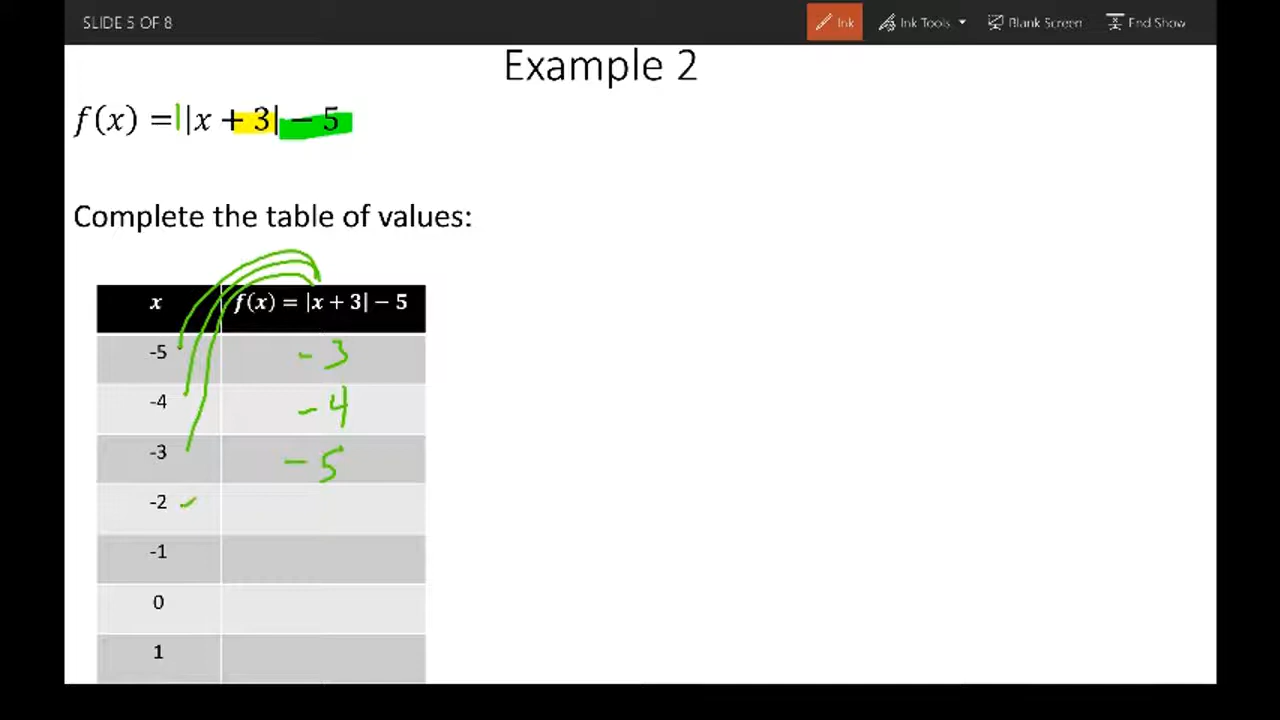 SLIDE 5 OF 8 Ink Ink Tools Blank Screen End Show
Example 2
f(x) = 1|x + 3| − 5
Complete the table of values:
x f(x) = |x + 3| − 5
-5 -3
-4 -4
-3 -5
-2
-1
0
1